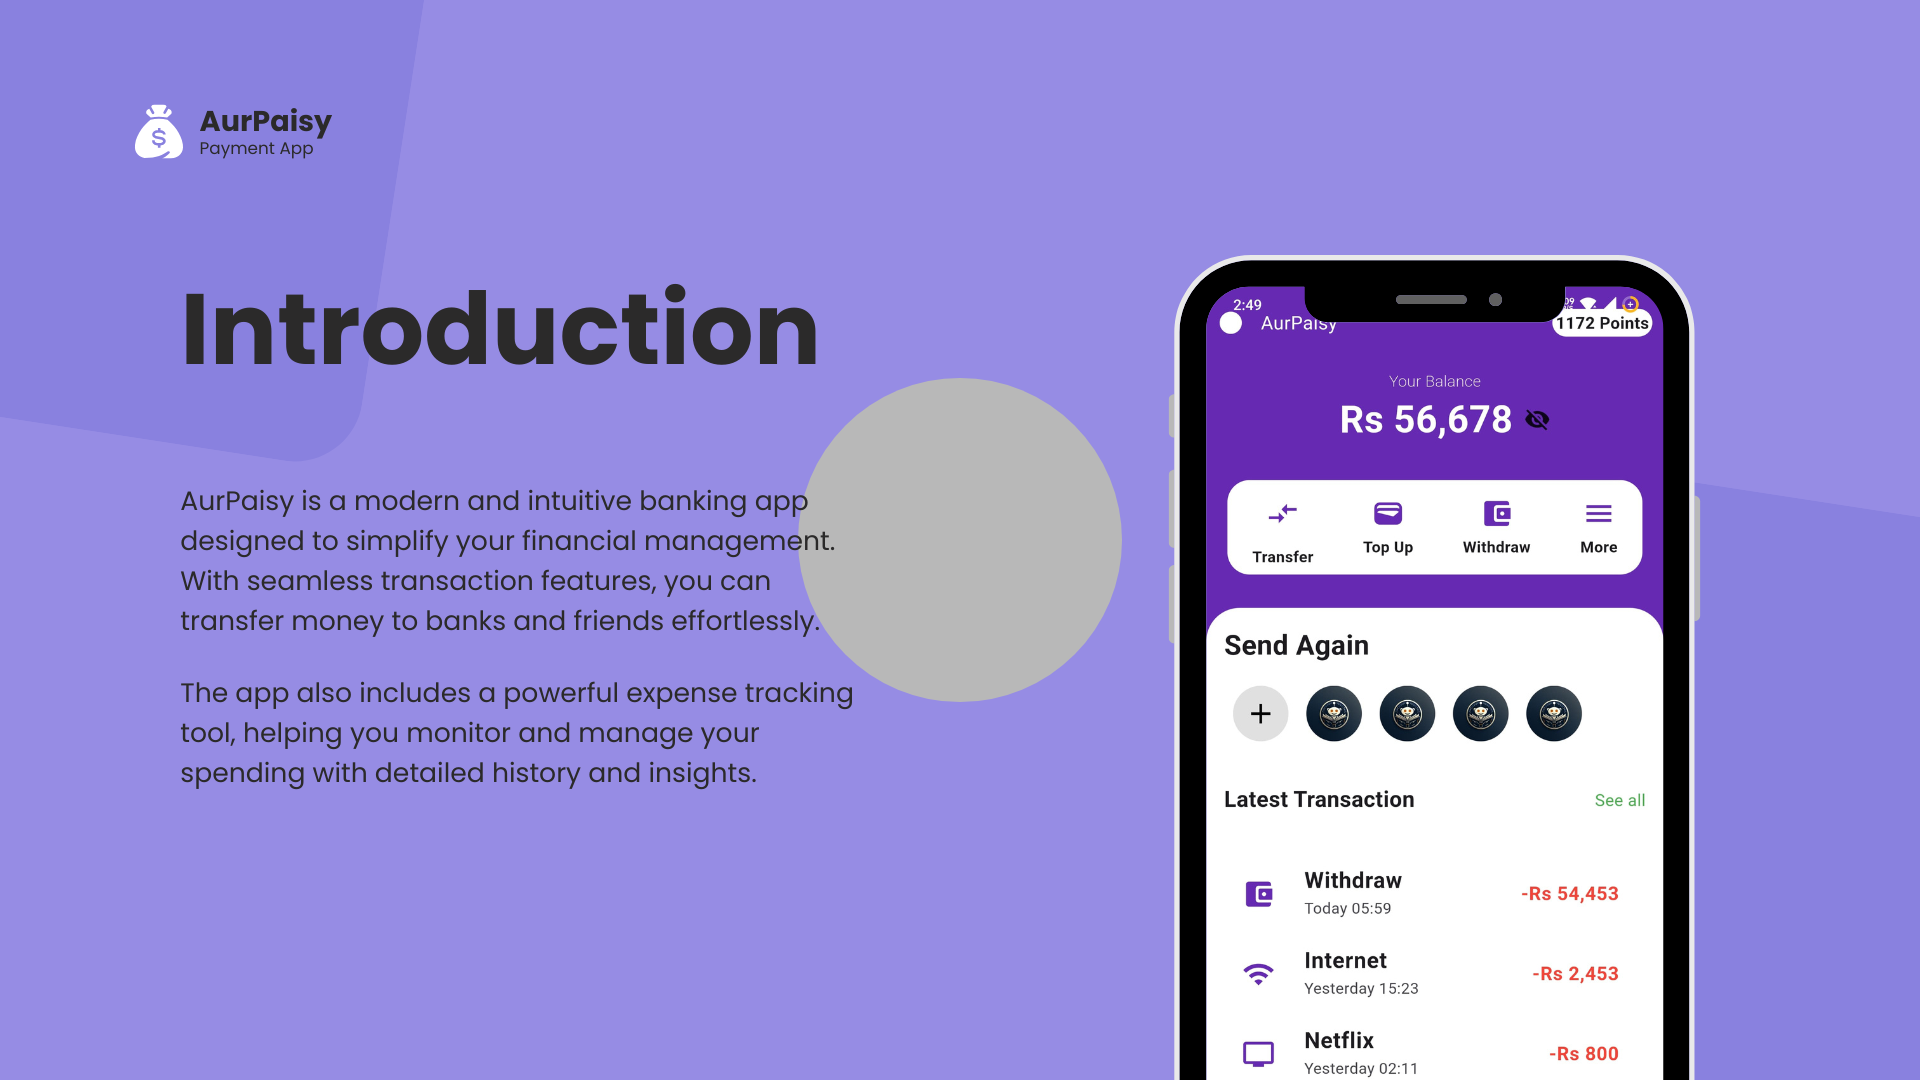 AurPaisy
Payment App
Introduction
AurPaisy is a modern and intuitive banking app
designed to simplify your financial management.
With seamless transaction features, you can
transfer money to banks and friends effortlessly.
The app also includes a powerful expense tracking
tool, helping you monitor and manage your
spending with detailed history and insights.
2:49
AurPaisy
1172 Points
Your Balance
Rs 56,678
Transfer
Top Up
Withdraw
More
Send Again
Latest Transaction
See all
Withdraw
-Rs 54,453
Today 05:59
Internet
-Rs 2,453
Yesterday 15:23
Netflix
-Rs 800
Yesterday 02:11